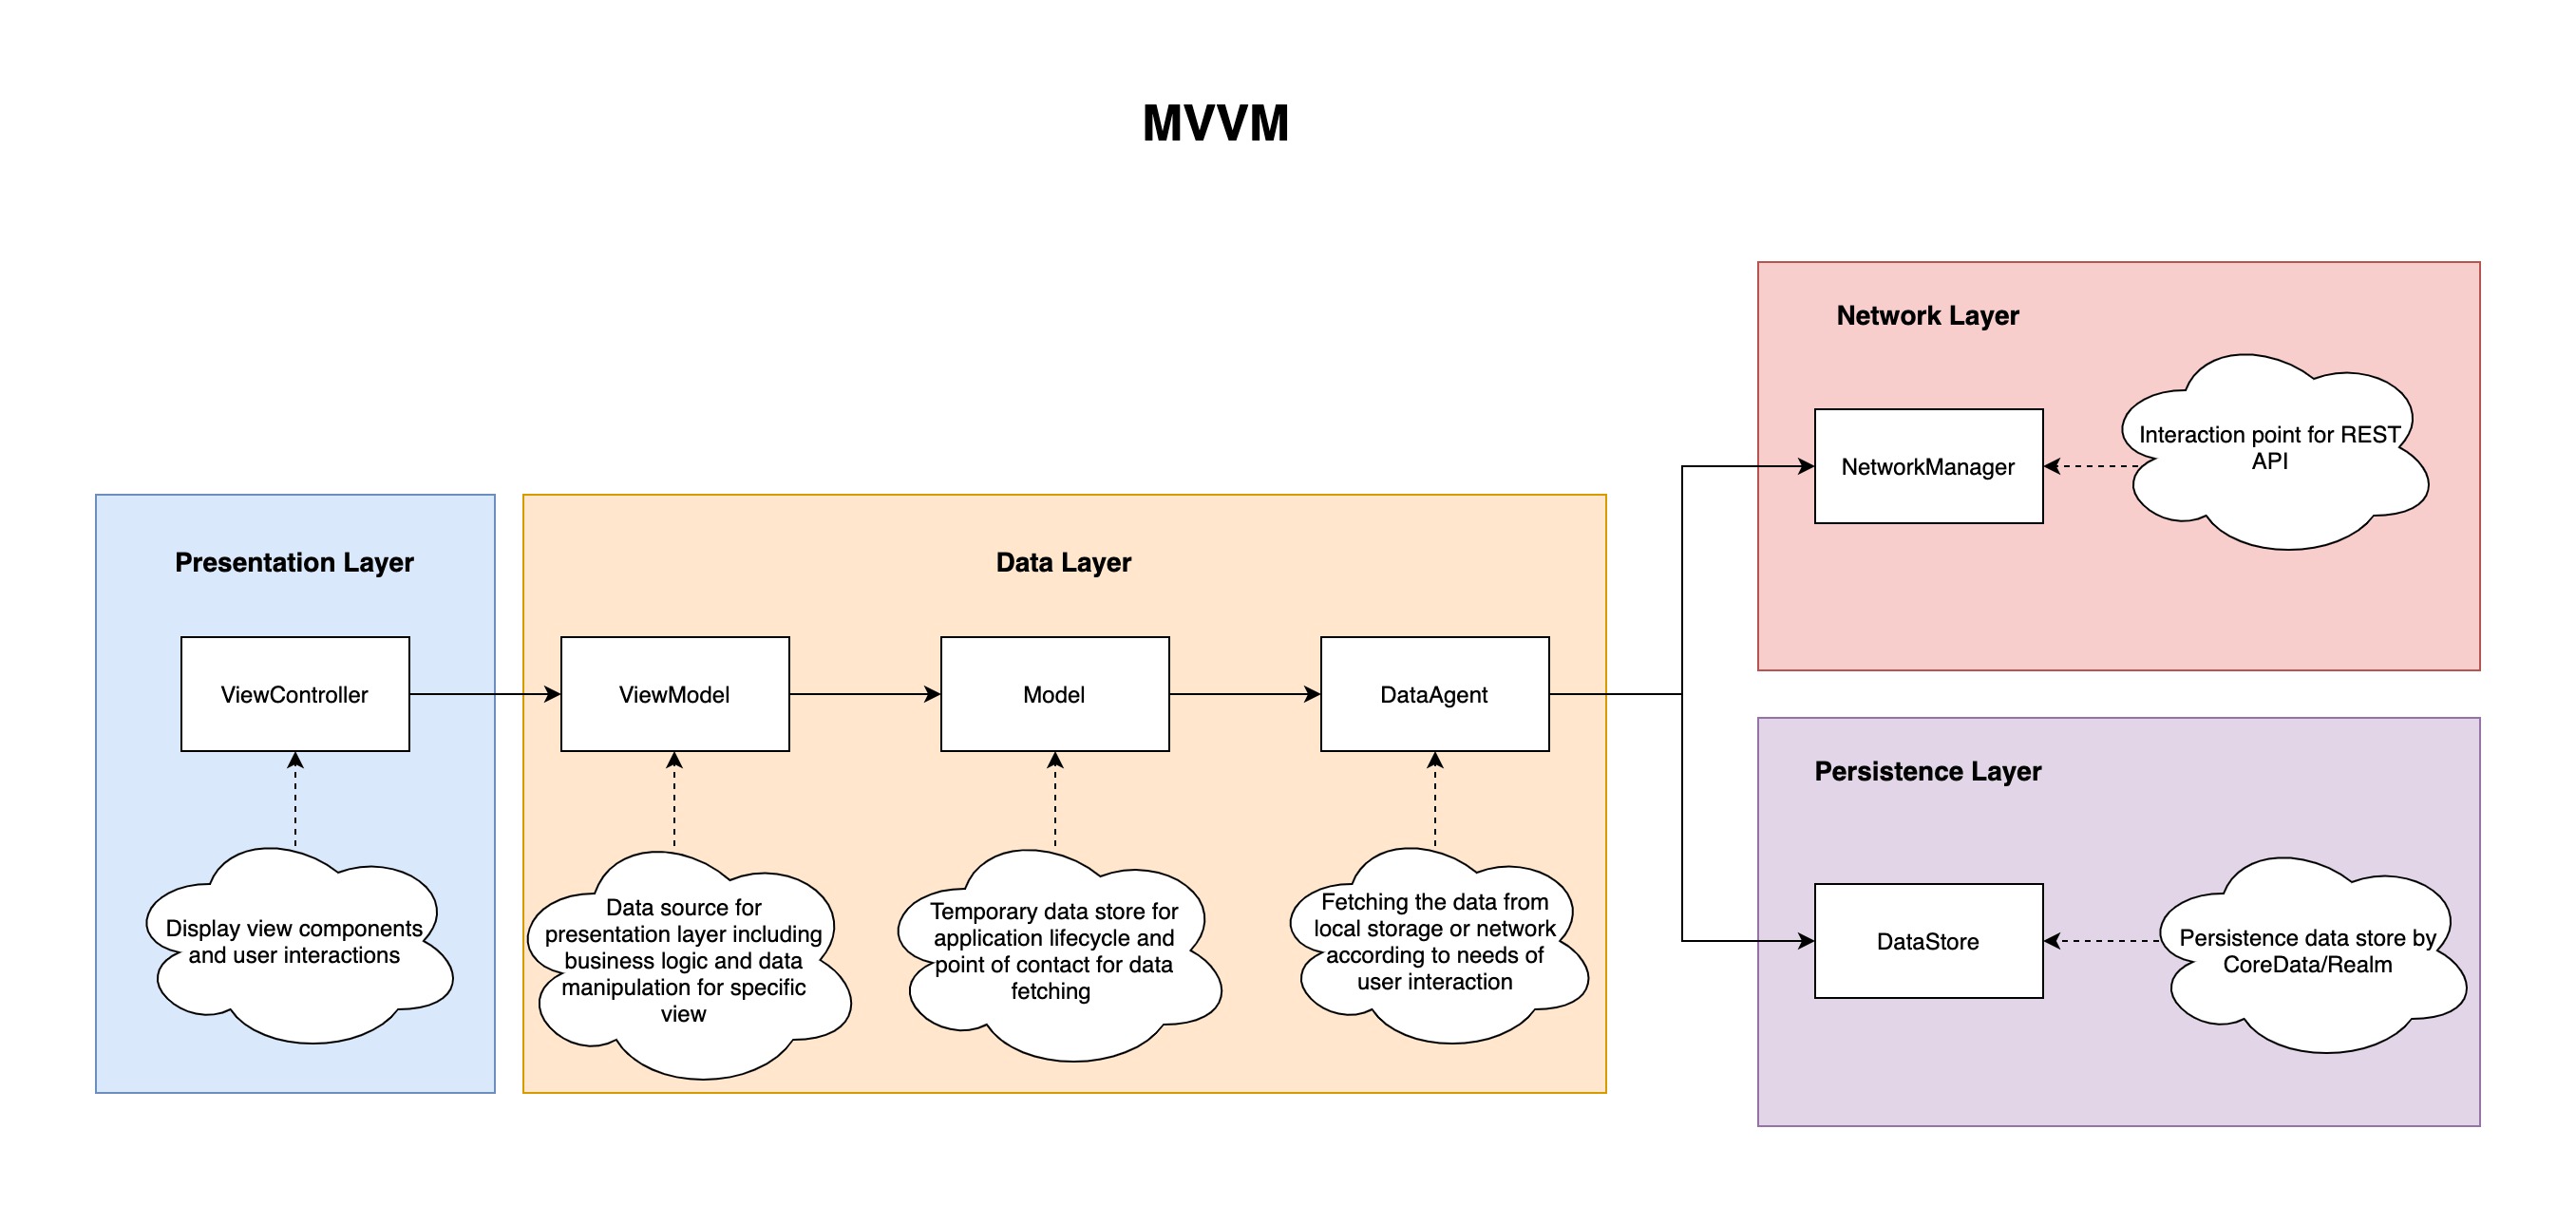 MVVM
Network Layer
Interaction point for REST
API
NetworkManager
Presentation Layer
Data Layer
ViewController
ViewModel
Model
DataAgent
Persistence Layer
Display view components
and user interactions
Data source for
presentation layer including
business logic and data
manipulation for specific
view
Temporary data store for
application lifecycle and
point of contact for data
fetching
Fetching the data from
local storage or network
according to needs of
user interaction
DataStore
Persistence data store by
CoreData/Realm